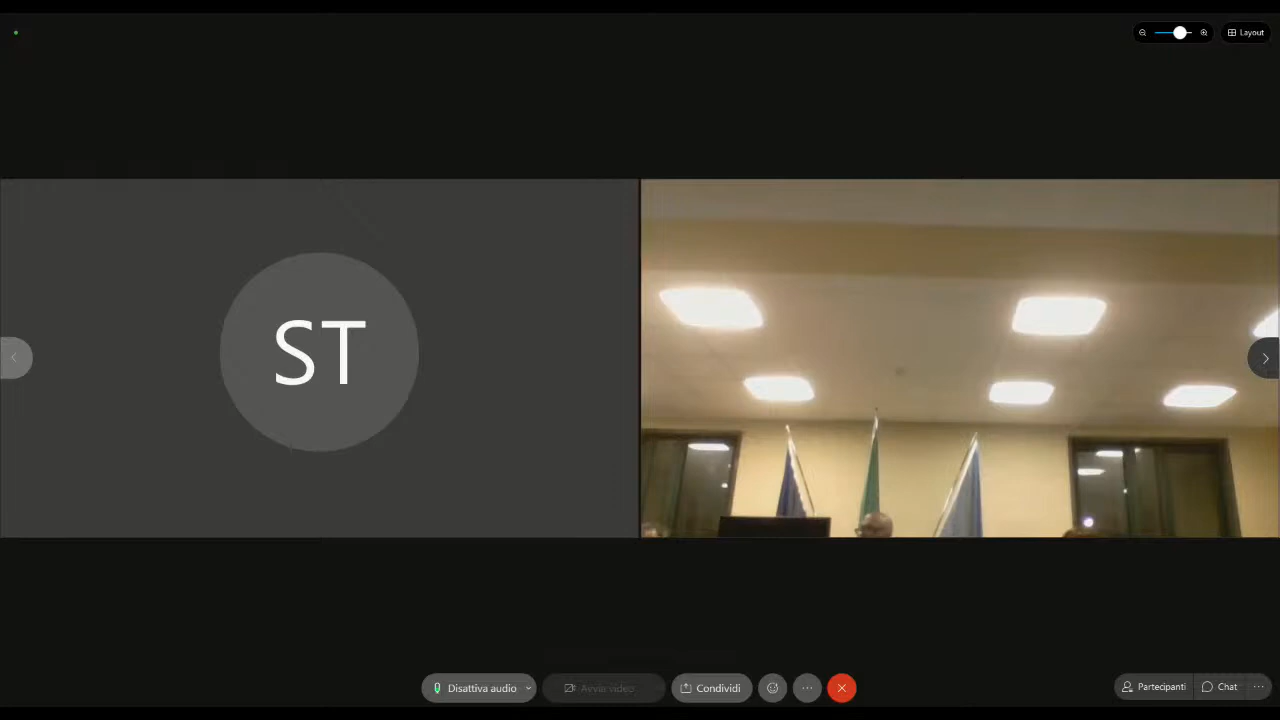 Layout
ST
Disattiva audio
Avvia video
Condividi
Partecipanti
Chat